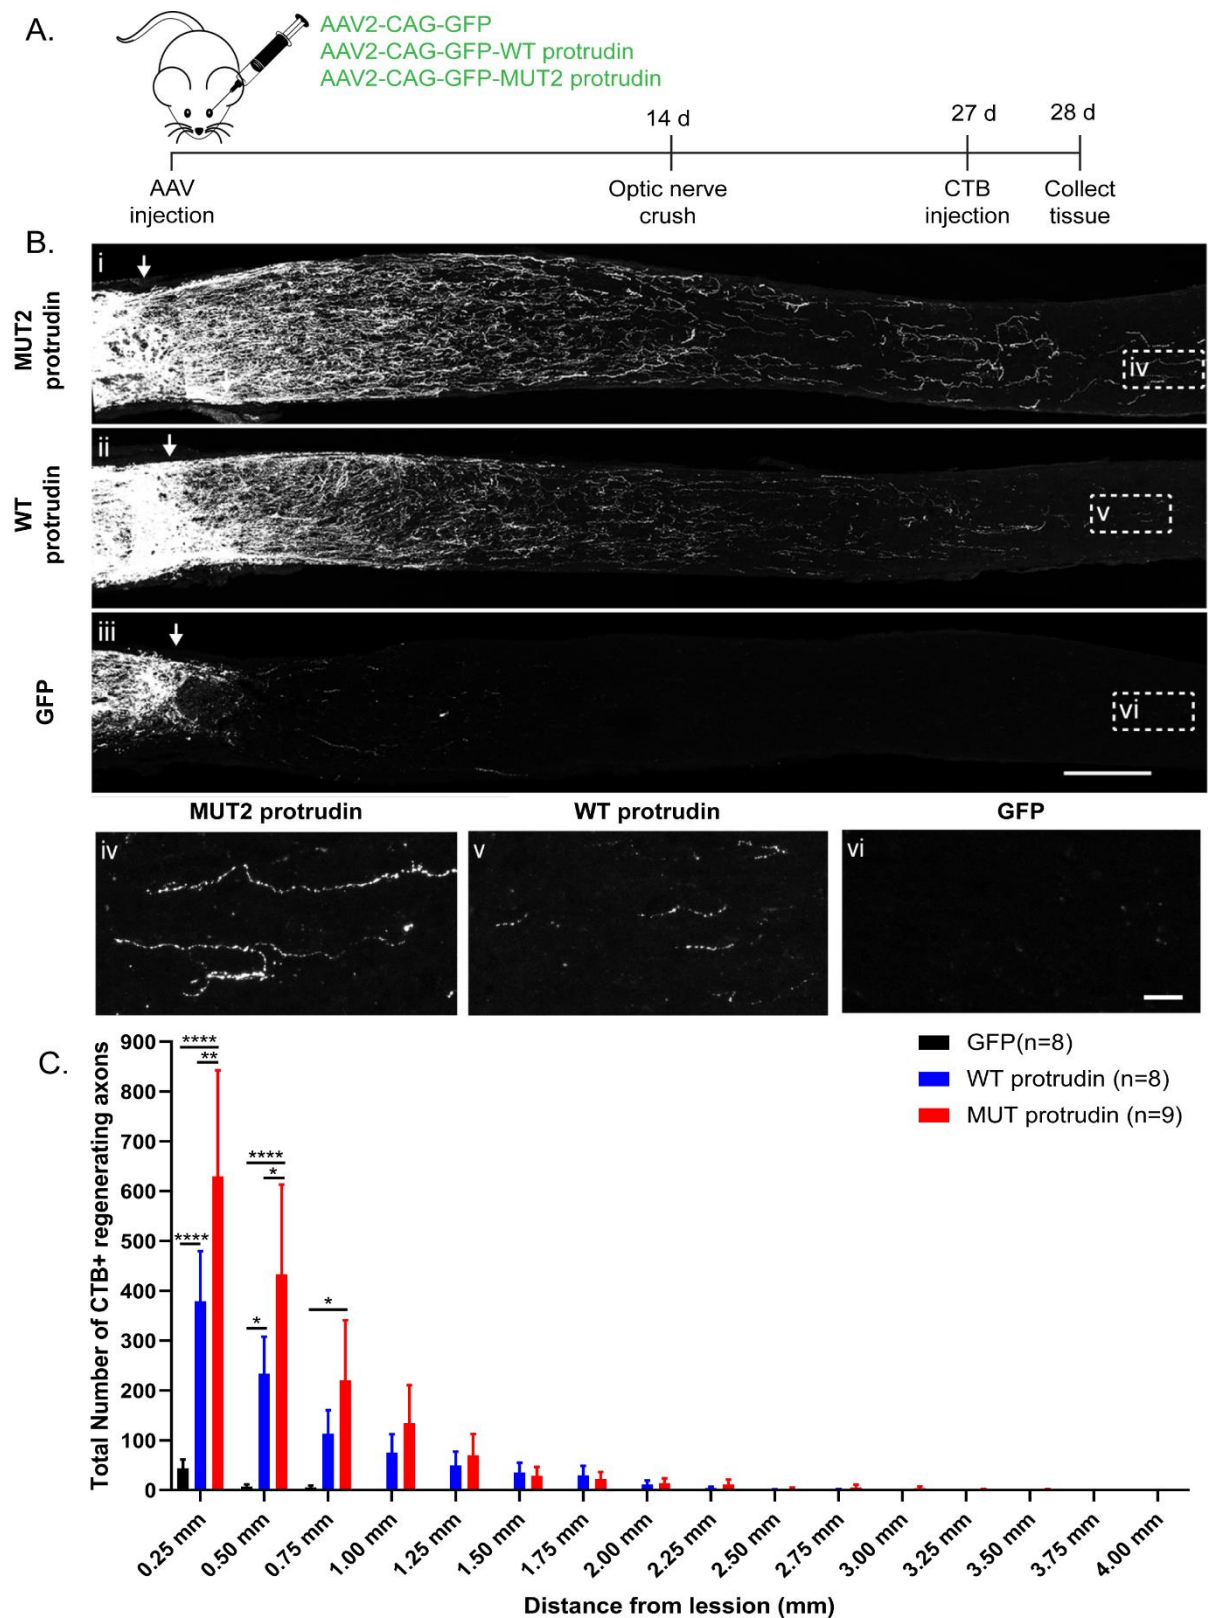 A.
AAV2-CAG-GFP
AAV2-CAG-GFP-WT protrudin
AAV2-CAG-GFP-MUT2 protrudin
14 d
27 d
28 d
AAV
injection
Optic nerve
crush
CTB
injection
Collect
tissue
B.
MUT2
protrudin
i
iv
WT
protrudin
ii
v
GFP
iii
vi
MUT2 protrudin
WT protrudin
GFP
iv
v
vi
C.
GFP(n=8)
WT protrudin (n=8)
MUT protrudin (n=9)
Total Number of CTB+ regenerating axons
900
800
700
600
500
400
300
200
100
0
****
**
****
****
*
*
*
0.25 mm
0.50 mm
0.75 mm
1.00 mm
1.25 mm
1.50 mm
1.75 mm
2.00 mm
2.25 mm
2.50 mm
2.75 mm
3.00 mm
3.25 mm
3.50 mm
3.75 mm
4.00 mm
Distance from lession (mm)